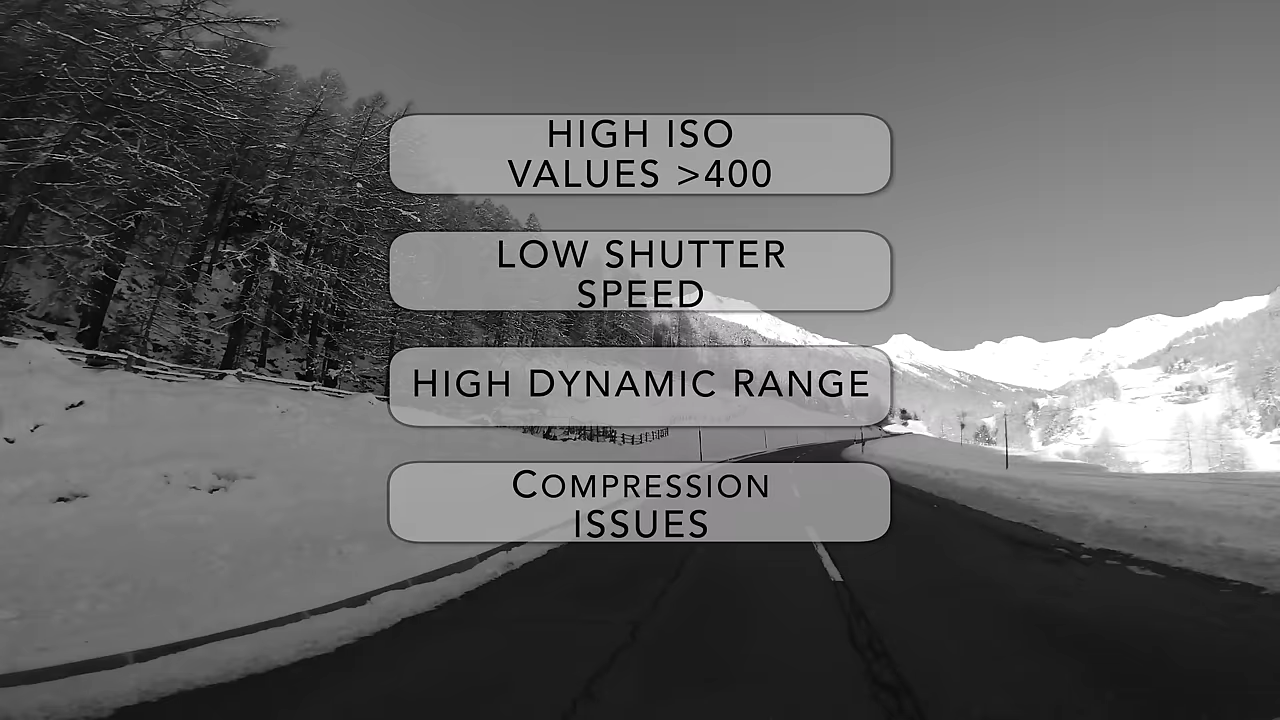 HIGH ISO
VALUES >400
LOW SHUTTER
SPEED
HIGH DYNAMIC RANGE
COMPRESSION
ISSUES